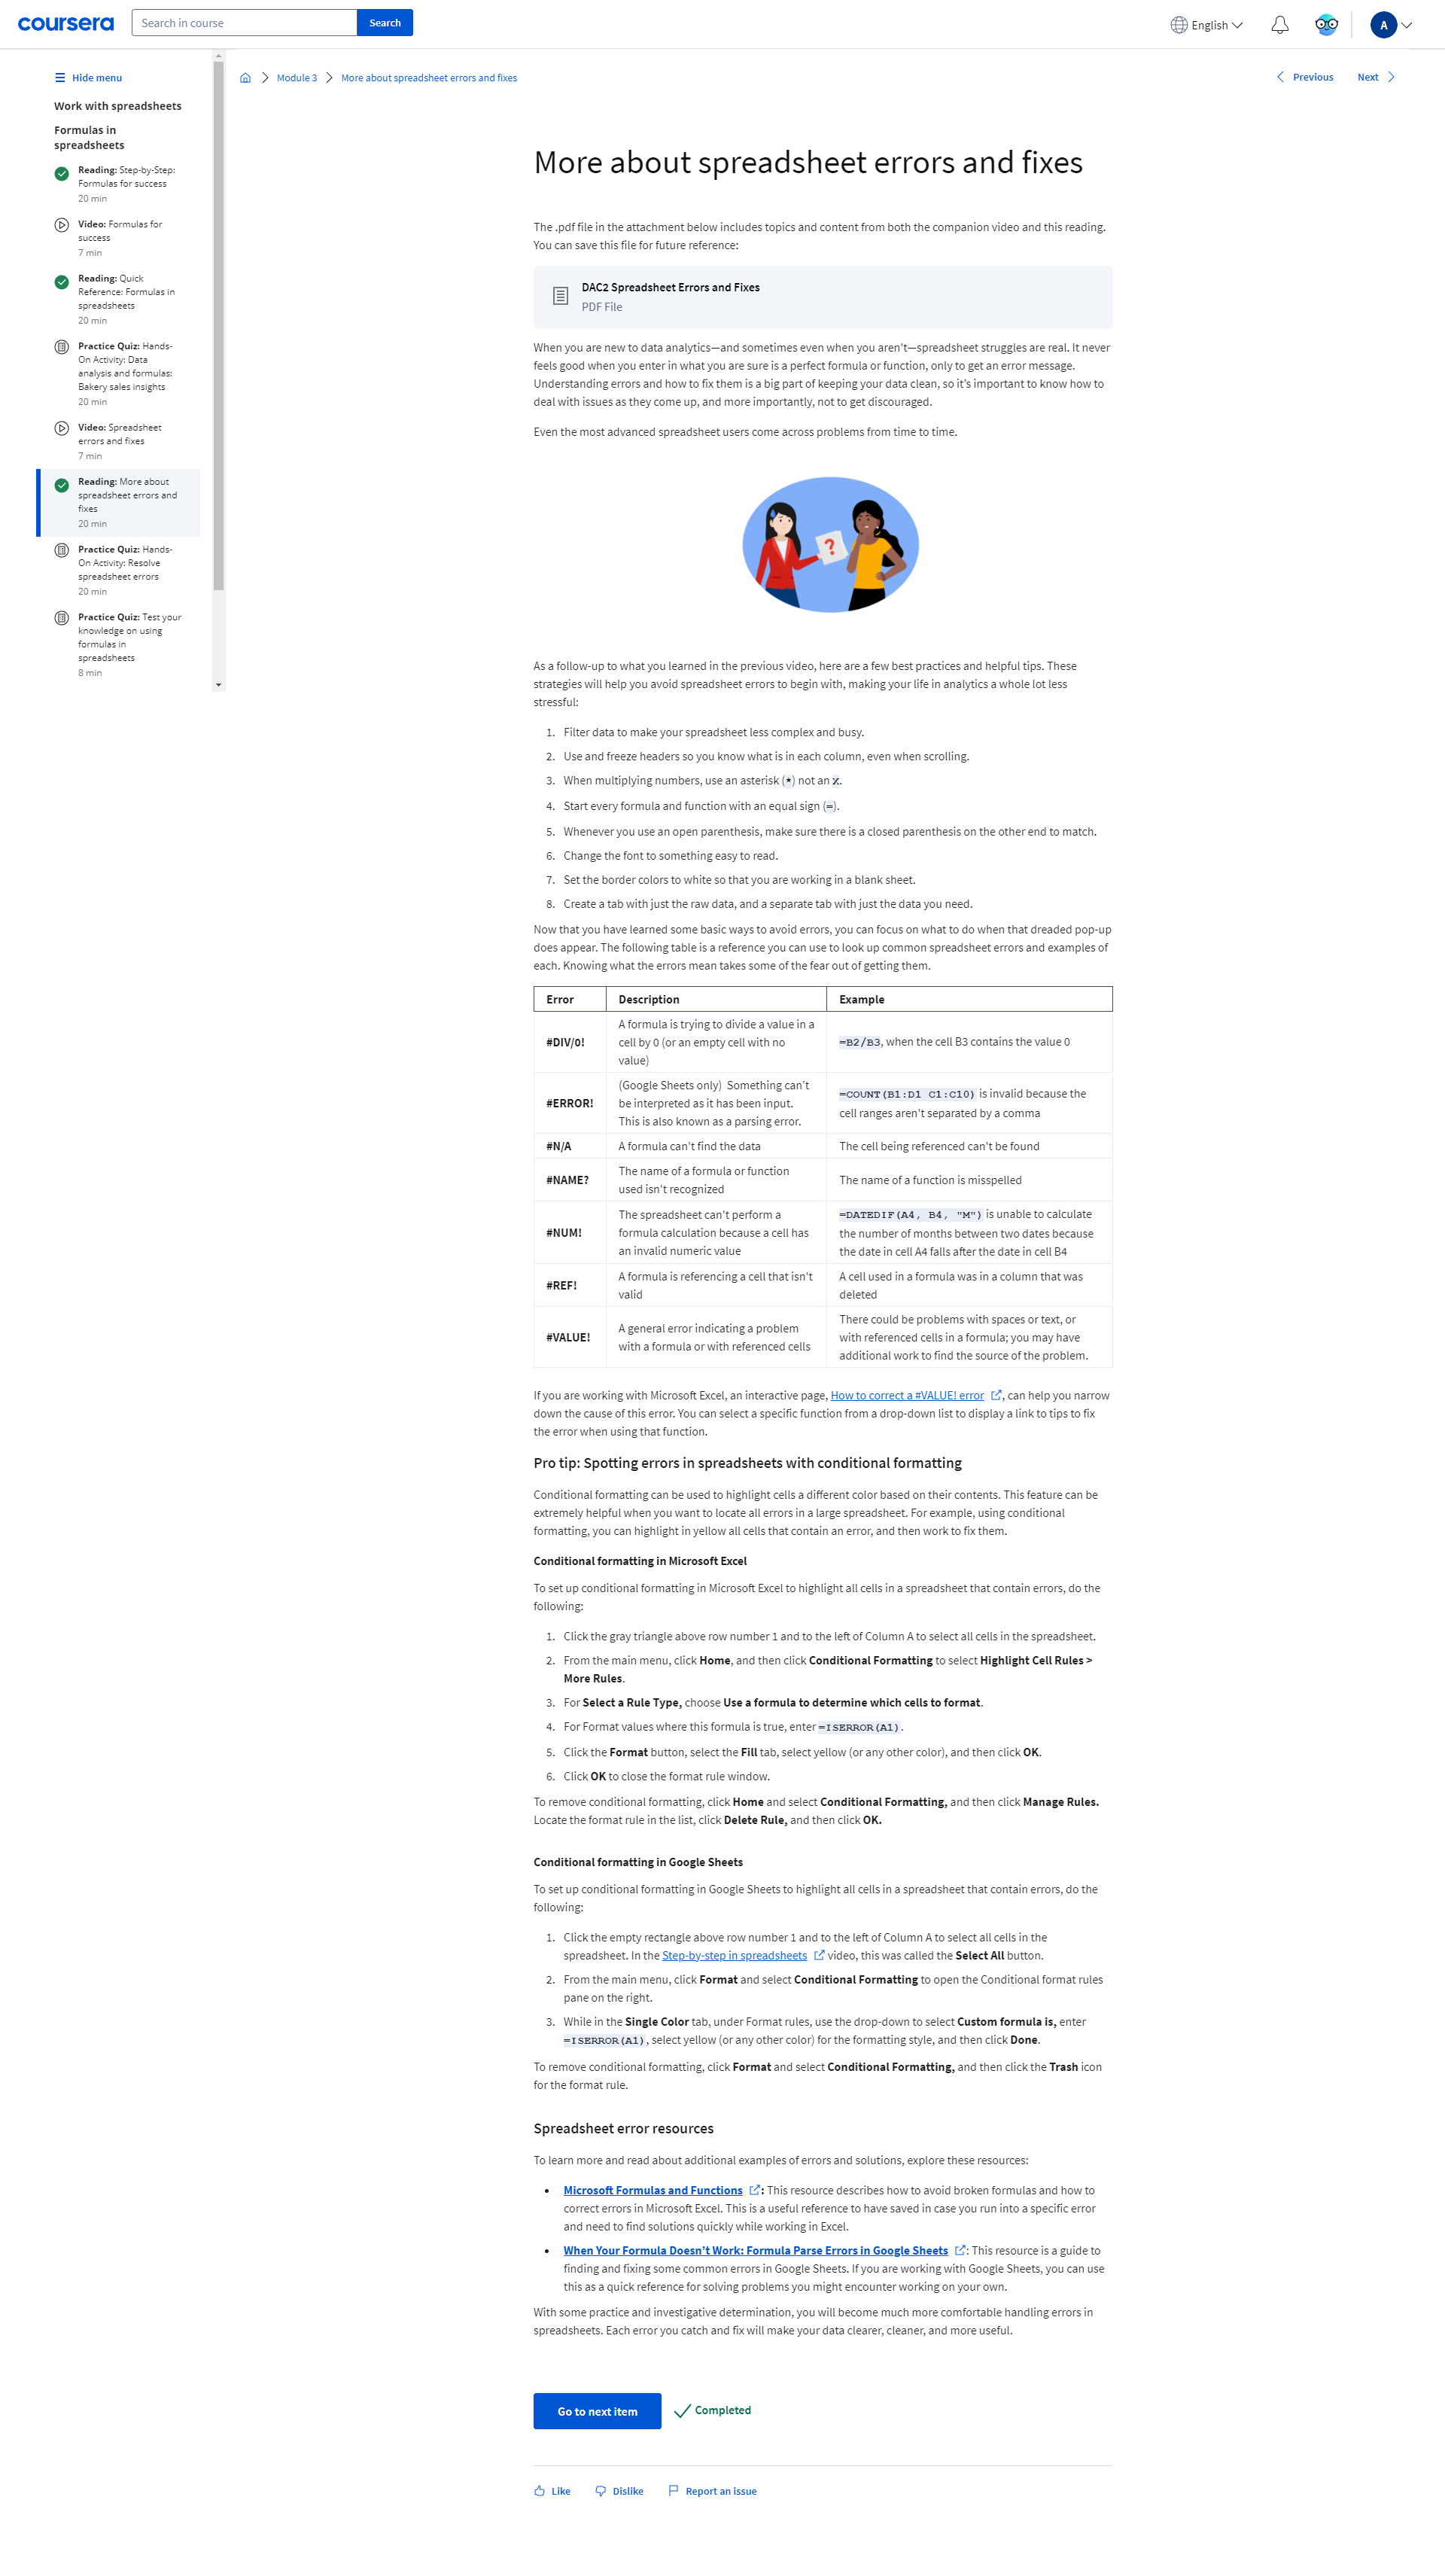 coursera
Search in course
Search
English
A
Hide menu
Work with spreadsheets
Formulas in
spreadsheets
Reading: Step-by-Step:
Formulas for success
20 min
Video: Formulas for
success
7 min
Reading: Quick
Reference: Formulas in
spreadsheets
20 min
Practice Quiz: Hands-
On Activity: Data
analysis and formulas:
Bakery sales insights
20 min
Video: Spreadsheet
errors and fixes
7 min
Reading: More about
spreadsheet errors and
fixes
20 min
Practice Quiz: Hands-
On Activity: Resolve
spreadsheet errors
20 min
Practice Quiz: Test your
knowledge on using
formulas in
spreadsheets
8 min
Module 3
More about spreadsheet errors and fixes
Previous
Next
More about spreadsheet errors and fixes
The .pdf file in the attachment below includes topics and content from both the companion video and this reading.
You can save this file for future reference:
DAC2 Spreadsheet Errors and Fixes
PDF File
When you are new to data analytics—and sometimes even when you aren't—spreadsheet struggles are real. It never
feels good when you enter in what you are sure is a perfect formula or function, only to get an error message.
Understanding errors and how to fix them is a big part of keeping your data clean, so it’s important to know how to
deal with issues as they come up, and more importantly, not to get discouraged.
Even the most advanced spreadsheet users come across problems from time to time.
?
As a follow-up to what you learned in the previous video, here are a few best practices and helpful tips. These
strategies will help you avoid spreadsheet errors to begin with, making your life in analytics a whole lot less
stressful:
1. Filter data to make your spreadsheet less complex and busy.
2. Use and freeze headers so you know what is in each column, even when scrolling.
3. When multiplying numbers, use an asterisk (*) not an X.
4. Start every formula and function with an equal sign (=).
5. Whenever you use an open parenthesis, make sure there is a closed parenthesis on the other end to match.
6. Change the font to something easy to read.
7. Set the border colors to white so that you are working in a blank sheet.
8. Create a tab with just the raw data, and a separate tab with just the data you need.
Now that you have learned some basic ways to avoid errors, you can focus on what to do when that dreaded pop-up
does appear. The following table is a reference you can use to look up common spreadsheet errors and examples of
each. Knowing what the errors mean takes some of the fear out of getting them.
Error Description Example
#DIV/0!
A formula is trying to divide a value in a
cell by 0 (or an empty cell with no
value)
=B2/B3, when the cell B3 contains the value 0
#ERROR!
(Google Sheets only) Something can't
be interpreted as it has been input.
This is also known as a parsing error.
=COUNT(B1:D1 C1:C10) is invalid because the
cell ranges aren't separated by a comma
#N/A
A formula can't find the data
The cell being referenced can't be found
#NAME?
The name of a formula or function
used isn't recognized
The name of a function is misspelled
#NUM!
The spreadsheet can't perform a
formula calculation because a cell has
an invalid numeric value
=DATEDIF(A4, B4, "M") is unable to calculate
the number of months between two dates because
the date in cell A4 falls after the date in cell B4
#REF!
A formula is referencing a cell that isn't
valid
A cell used in a formula was in a column that was
deleted
#VALUE!
A general error indicating a problem
with a formula or with referenced cells
There could be problems with spaces or text, or
with referenced cells in a formula; you may have
additional work to find the source of the problem.
If you are working with Microsoft Excel, an interactive page, How to correct a #VALUE! error , can help you narrow
down the cause of this error. You can select a specific function from a drop-down list to display a link to tips to fix
the error when using that function.
Pro tip: Spotting errors in spreadsheets with conditional formatting
Conditional formatting can be used to highlight cells a different color based on their contents. This feature can be
extremely helpful when you want to locate all errors in a large spreadsheet. For example, using conditional
formatting, you can highlight in yellow all cells that contain an error, and then work to fix them.
Conditional formatting in Microsoft Excel
To set up conditional formatting in Microsoft Excel to highlight all cells in a spreadsheet that contain errors, do the
following:
1. Click the gray triangle above row number 1 and to the left of Column A to select all cells in the spreadsheet.
2. From the main menu, click Home, and then click Conditional Formatting to select Highlight Cell Rules >
More Rules.
3. For Select a Rule Type, choose Use a formula to determine which cells to format.
4. For Format values where this formula is true, enter =ISERROR(A1).
5. Click the Format button, select the Fill tab, select yellow (or any other color), and then click OK.
6. Click OK to close the format rule window.
To remove conditional formatting, click Home and select Conditional Formatting, and then click Manage Rules.
Locate the format rule in the list, click Delete Rule, and then click OK.
Conditional formatting in Google Sheets
To set up conditional formatting in Google Sheets to highlight all cells in a spreadsheet that contain errors, do the
following:
1. Click the empty rectangle above row number 1 and to the left of Column A to select all cells in the
spreadsheet. In the Step-by-step in spreadsheets video, this was called the Select All button.
2. From the main menu, click Format and select Conditional Formatting to open the Conditional format rules
pane on the right.
3. While in the Single Color tab, under Format rules, use the drop-down to select Custom formula is, enter
=ISERROR(A1), select yellow (or any other color) for the formatting style, and then click Done.
To remove conditional formatting, click Format and select Conditional Formatting, and then click the Trash icon
for the format rule.
Spreadsheet error resources
To learn more and read about additional examples of errors and solutions, explore these resources:
• Microsoft Formulas and Functions : This resource describes how to avoid broken formulas and how to
correct errors in Microsoft Excel. This is a useful reference to have saved in case you run into a specific error
and need to find solutions quickly while working in Excel.
• When Your Formula Doesn’t Work: Formula Parse Errors in Google Sheets : This resource is a guide to
finding and fixing some common errors in Google Sheets. If you are working with Google Sheets, you can use
this as a quick reference for solving problems you might encounter working on your own.
With some practice and investigative determination, you will become much more comfortable handling errors in
spreadsheets. Each error you catch and fix will make your data clearer, cleaner, and more useful.
Go to next item
Completed
Like
Dislike
Report an issue